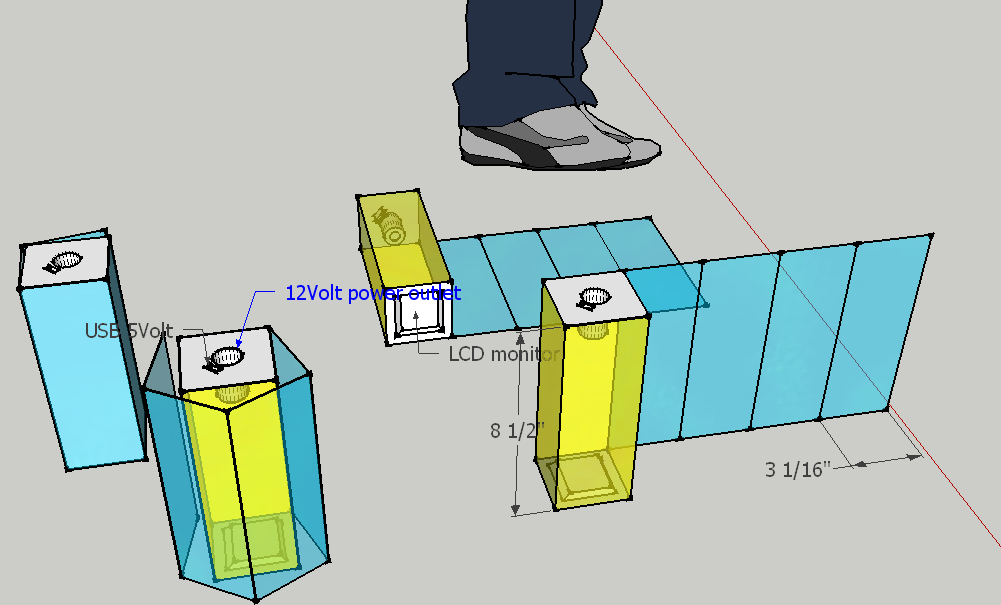 12Volt power outlet
USB 5Volt
LCD monitor
8 1/2"
3 1/16"